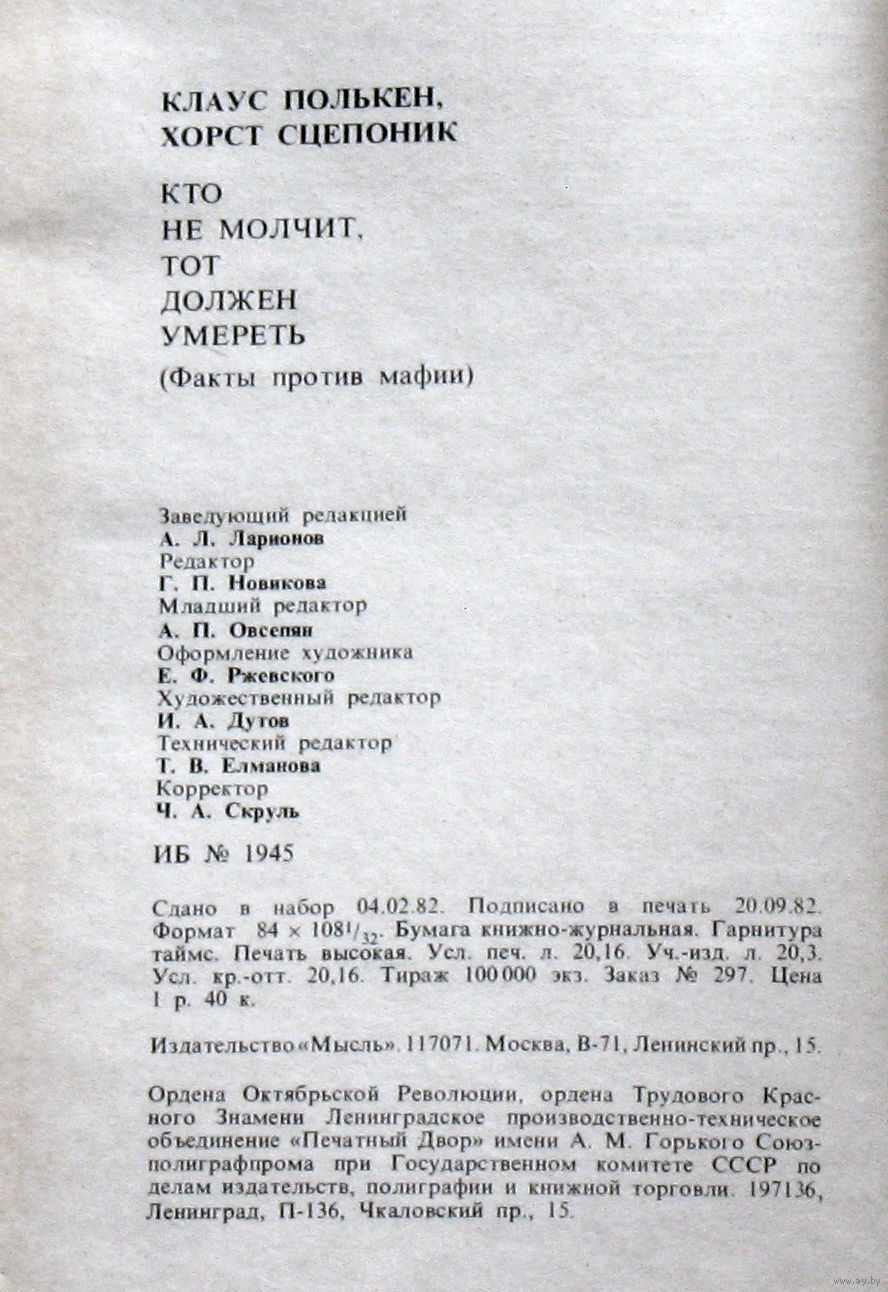 КЛАУС ПОЛЬКЕН,
ХОРСТ СЦЕПОНИК
КТО
НЕ МОЛЧИТ,
ТОТ
ДОЛЖЕН
УМЕРЕТЬ
(Факты против мафии)
Заведующий редакцией
А. Л. Ларионов
Редактор
Г. П. Новикова
Младший редактор
А. П. Овсепян
Оформление художника
Е. Ф. Ржевского
Художественный редактор
И. А. Дутов
Технический редактор
Т. В. Елманова
Корректор
Ч. А. Скруль
ИБ № 1945
Сдано в набор 04.02.82. Подписано в печать 20.09.82.
Формат 84 × 108¹/₃₂. Бумага книжно-журнальная. Гарнитура
таймс. Печать высокая. Усл. печ. л. 20,16. Уч.-изд. л. 20,3.
Усл. кр.-отт. 20,16. Тираж 100 000 экз. Заказ № 297. Цена
1 р. 40 к.
Издательство «Мысль». 117071. Москва, В-71, Ленинский пр., 15.
Ордена Октябрьской Революции, ордена Трудового Крас-
ного Знамени Ленинградское производственно-техническое
объединение «Печатный Двор» имени А. М. Горького Союз-
полиграфпрома при Государственном комитете СССР по
делам издательств, полиграфии и книжной торговли. 197136,
Ленинград, П-136, Чкаловский пр., 15.
www.ay.by